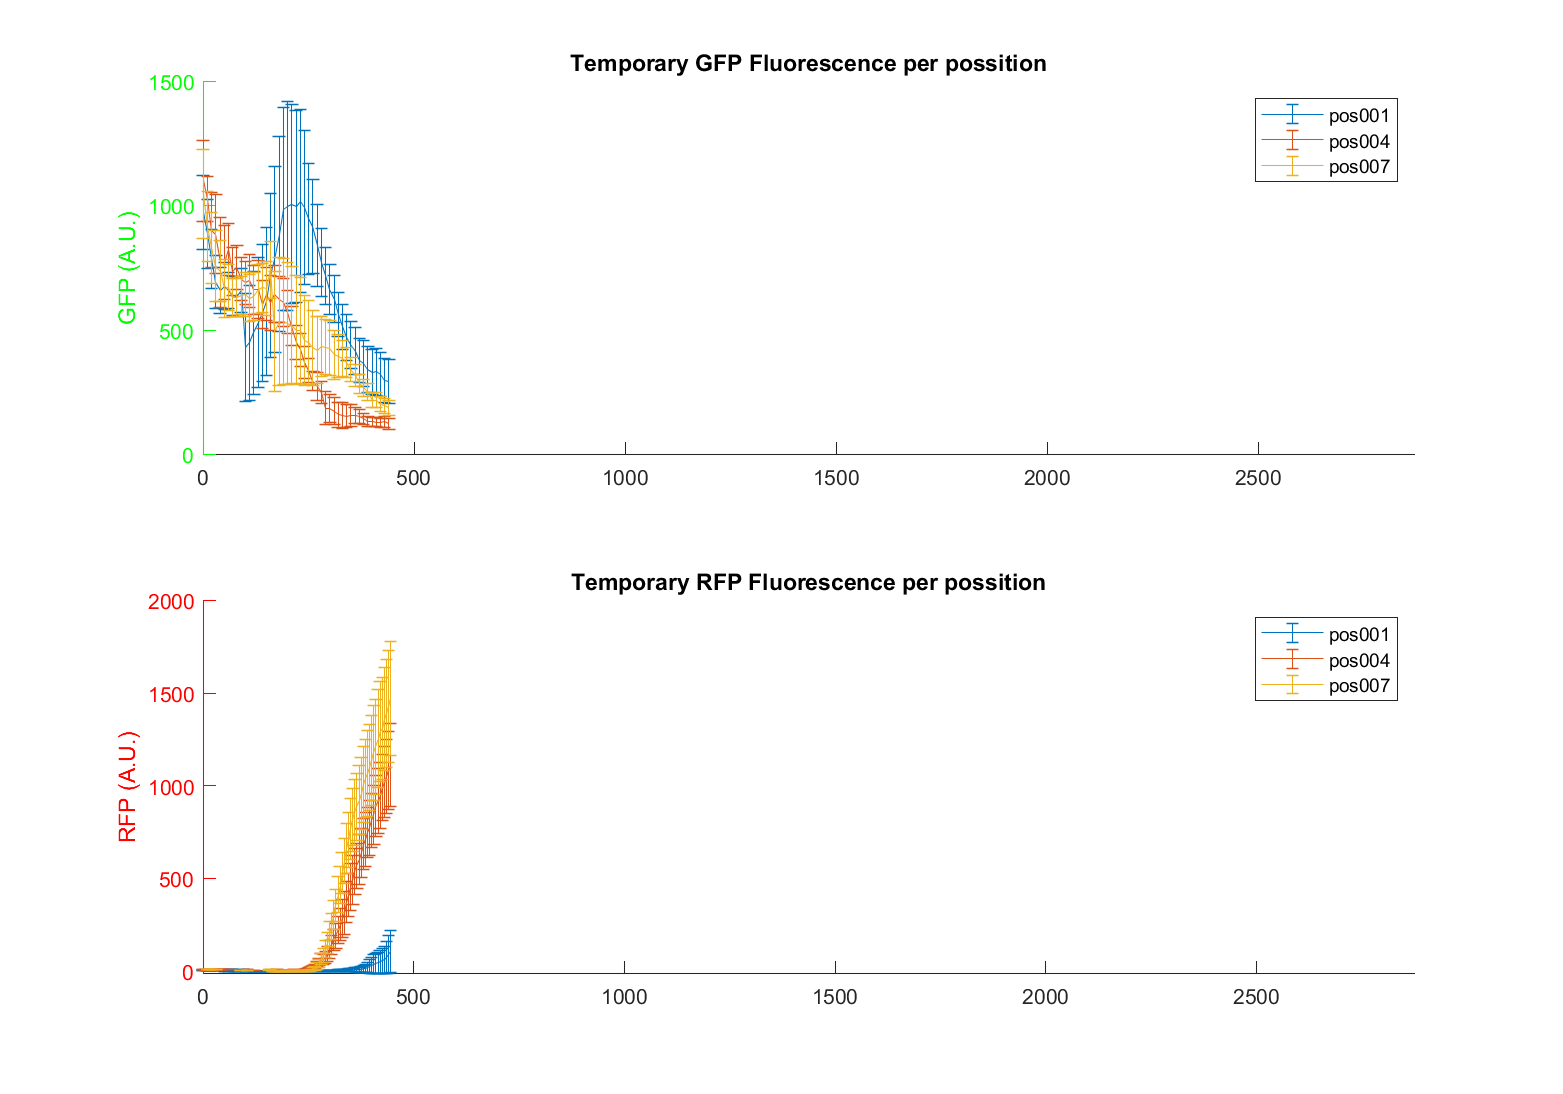 Temporary GFP Fluorescence per possition
1500
1000
500
0
GFP (A.U.)
pos001
pos004
pos007
0 500 1000 1500 2000 2500
Temporary RFP Fluorescence per possition
2000
1500
1000
500
0
RFP (A.U.)
pos001
pos004
pos007
0 500 1000 1500 2000 2500